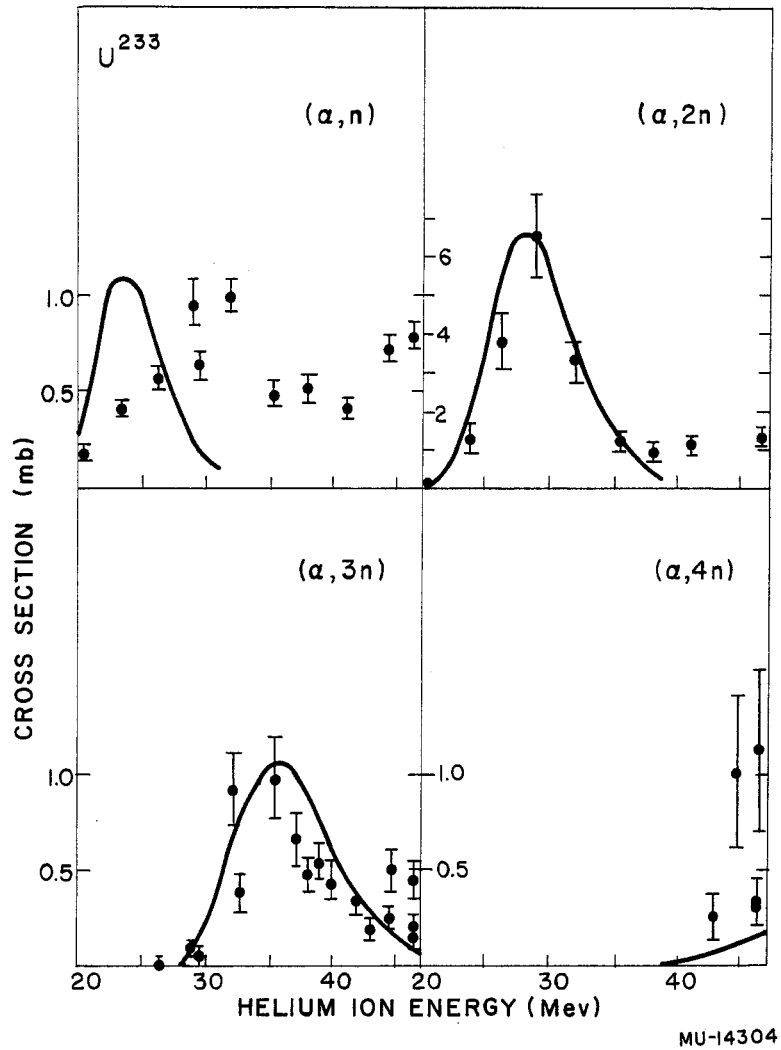 U²³³
(α,n)
(α,2n)
1.0
0.5
6
4
2
CROSS SECTION (mb)
(α,3n)
(α,4n)
1.0
0.5
1.0
0.5
20 30 40 20 30 40
HELIUM ION ENERGY (Mev)
MU-14304